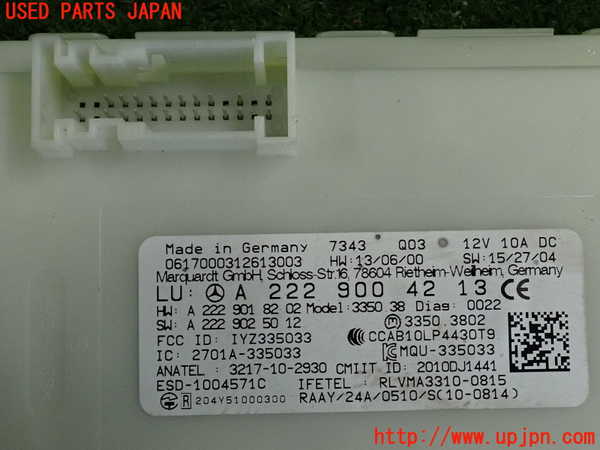 USED PARTS JAPAN
Made in Germany 7343 Q03 12V 10A DC
0617000312613003 HW:13/06/00 SW:15/27/04
Marquardt GmbH, Schloss-Str.16, 78604 Rietheim-Weilheim, Germany
LU: A 222 900 42 13 CE
HW: A 222 901 82 02 Model: 3350 38 Diag: 0022
SW: A 222 902 50 12 m 3350.3802
FCC ID: IYZ335033 CCAB10LP4430T9
IC: 2701A-335033 MQU-335033
ANATEL : 3217-10-2930 CMIIT ID: 2010DJ1441
ESD-1004571C IFETEL : RLVMA3310-0815
R 204Y51000300 RAAY/24A/0510/S(10-0814)
http://www.upjpn.com